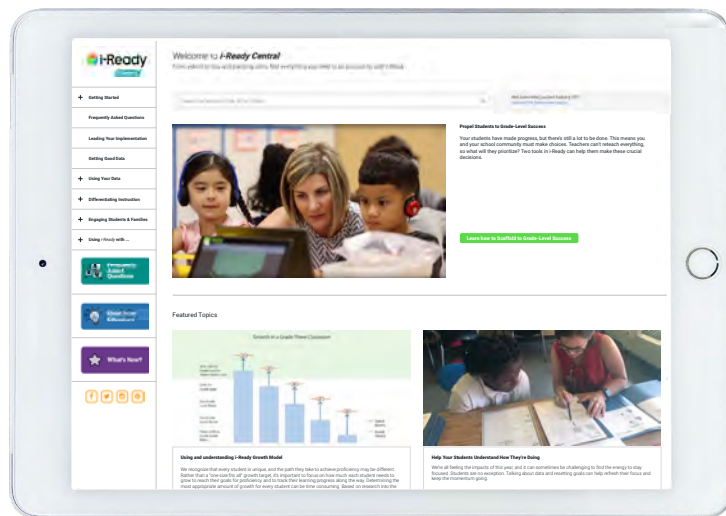 i-Ready
Central
Welcome to i-Ready Central
+ Getting Started
Frequently Asked Questions
Leading Your Implementation
Getting Good Data
+ Using Your Data
+ Differentiating Instruction
+ Engaging Students & Families
+ Using i-Ready with ...
Frequently
Asked
Questions
Ideas from
Educators
What's New?
Propel Students to Grade-Level Success
Your students have made progress, but there's still a lot to be done. This means you
and your school community must make choices. Teachers can't reteach everything,
so what will they prioritize? Two tools in i-Ready can help them make these crucial
decisions.
Learn how to Scaffold to Grade-Level Success
Featured Topics
Growth in a Grade Three Classroom
Using and understanding i-Ready Growth Model
We recognize that every student is unique, and the path they take to achieve proficiency may be different.
Rather than a "one-size fits all" growth target, it's important to focus on how much each student needs to
grow to reach their goals for proficiency and to track their learning progress along the way. Determining the
most appropriate amount of growth for every student can be time consuming. Based on research into the
Help Your Students Understand How They're Doing
We're all feeling the impacts of this year and it can sometimes be challenging to find the energy to stay
focused. Students are no exception. Talking about data and resetting goals can help refresh their focus and
keep the momentum going.